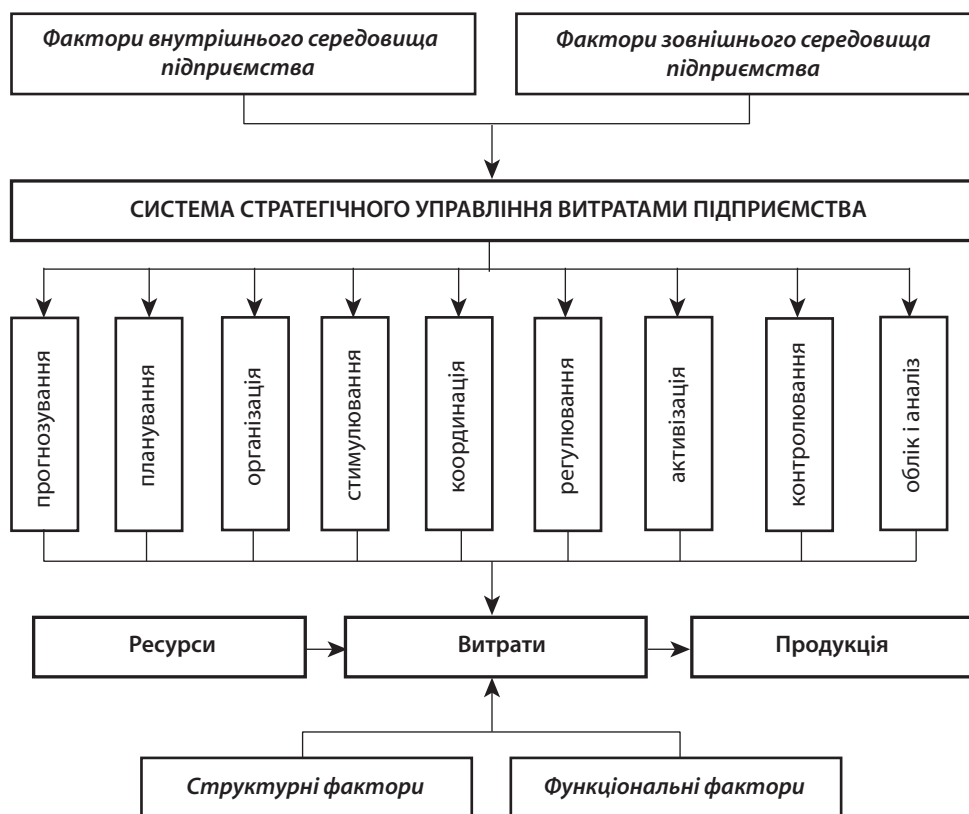 Фактори внутрішнього середовища
підприємства
Фактори зовнішнього середовища
підприємства
СИСТЕМА СТРАТЕГІЧНОГО УПРАВЛІННЯ ВИТРАТАМИ ПІДПРИЄМСТВА
прогнозування
планування
організація
стимулювання
координація
регулювання
активізація
контролювання
облік і аналіз
Ресурси
Витрати
Продукція
Структурні фактори
Функціональні фактори